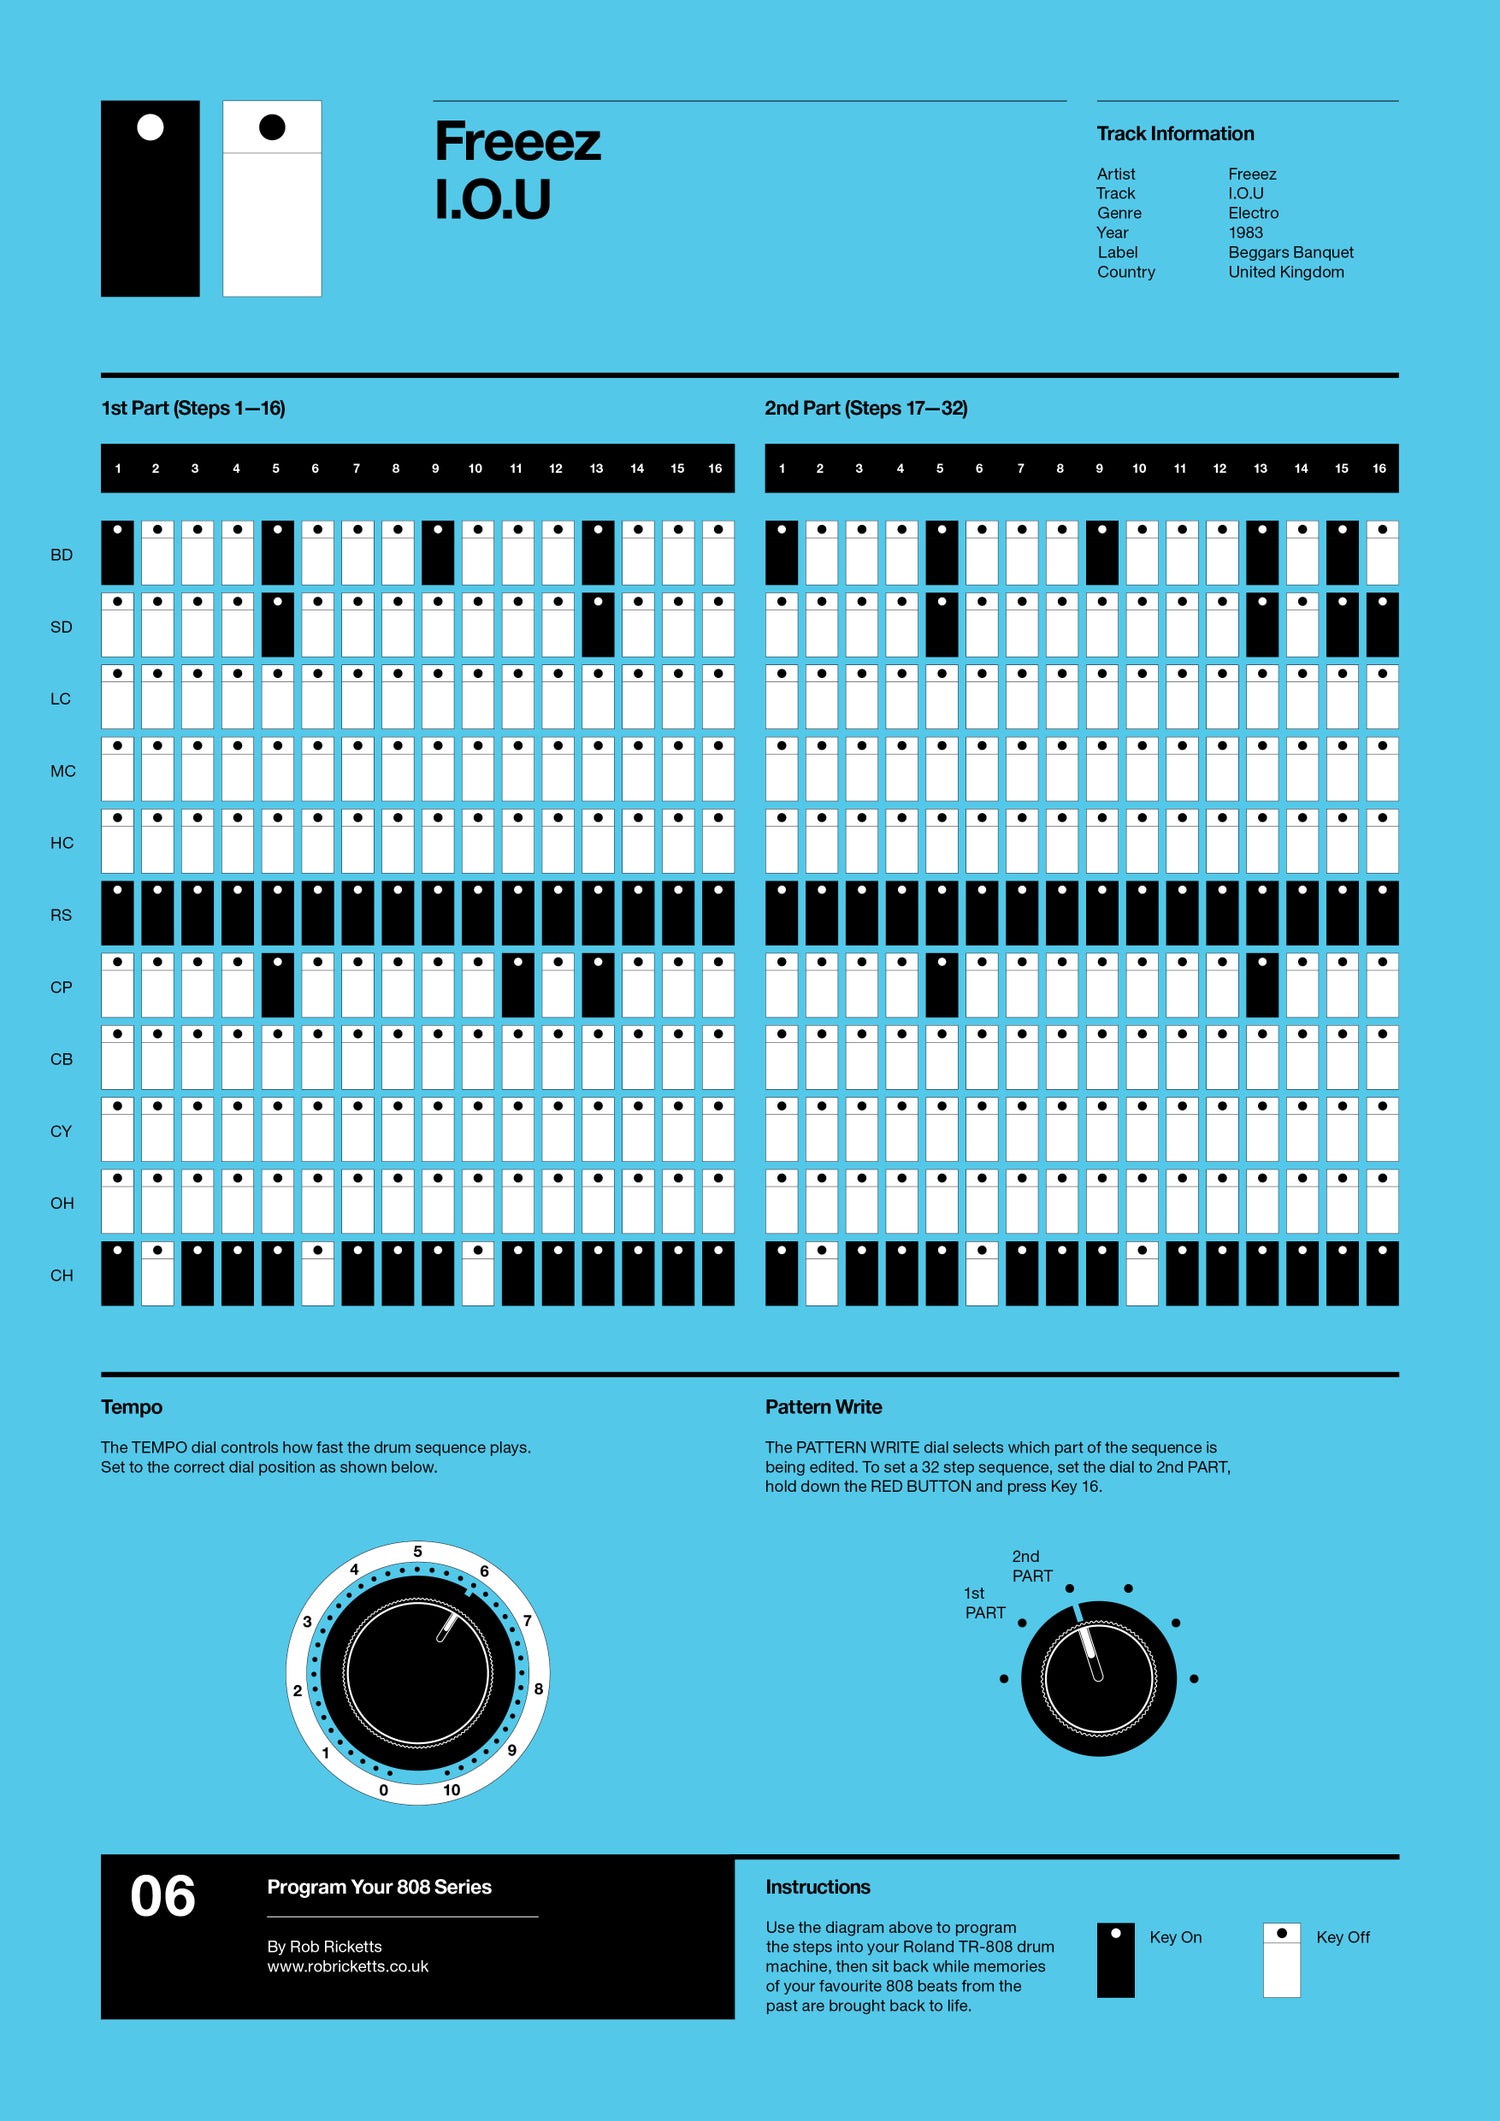 Freeez
I.O.U
Track Information
Artist Freeez
Track I.O.U
Genre Electro
Year 1983
Label Beggars Banquet
Country United Kingdom
1st Part (Steps 1—16)
1 2 3 4 5 6 7 8 9 10 11 12 13 14 15 16
2nd Part (Steps 17—32)
1 2 3 4 5 6 7 8 9 10 11 12 13 14 15 16
BD
SD
LC
MC
HC
RS
CP
CB
CY
OH
CH
Tempo
The TEMPO dial controls how fast the drum sequence plays.
Set to the correct dial position as shown below.
0 1 2 3 4 5 6 7 8 9 10
Pattern Write
The PATTERN WRITE dial selects which part of the sequence is
being edited. To set a 32 step sequence, set the dial to 2nd PART,
hold down the RED BUTTON and press Key 16.
2nd
PART
1st
PART
06
Program Your 808 Series
By Rob Ricketts
www.robricketts.co.uk
Instructions
Use the diagram above to program
the steps into your Roland TR-808 drum
machine, then sit back while memories
of your favourite 808 beats from the
past are brought back to life.
Key On
Key Off